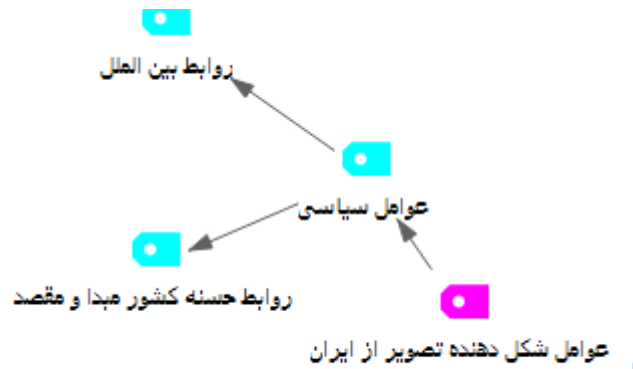 روابط بین الملل
عوامل سیاسی
روابط حسنه کشور مبدا و مقصد
عوامل شکل دهنده تصویر از ایران